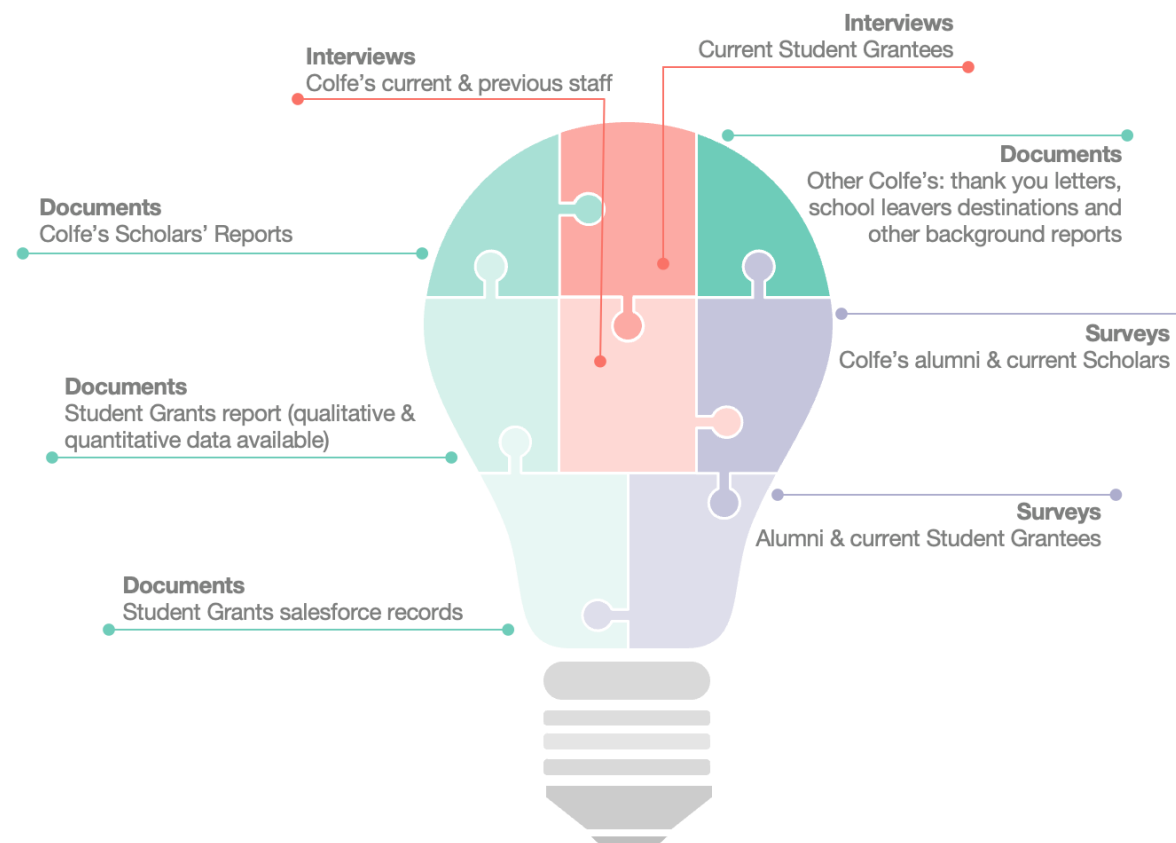 Interviews
Colfe's current & previous staff
Interviews
Current Student Grantees
Documents
Other Colfe's: thank you letters,
school leavers destinations and
other background reports
Documents
Colfe's Scholars' Reports
Surveys
Colfe's alumni & current Scholars
Documents
Student Grants report (qualitative &
quantitative data available)
Surveys
Alumni & current Student Grantees
Documents
Student Grants salesforce records